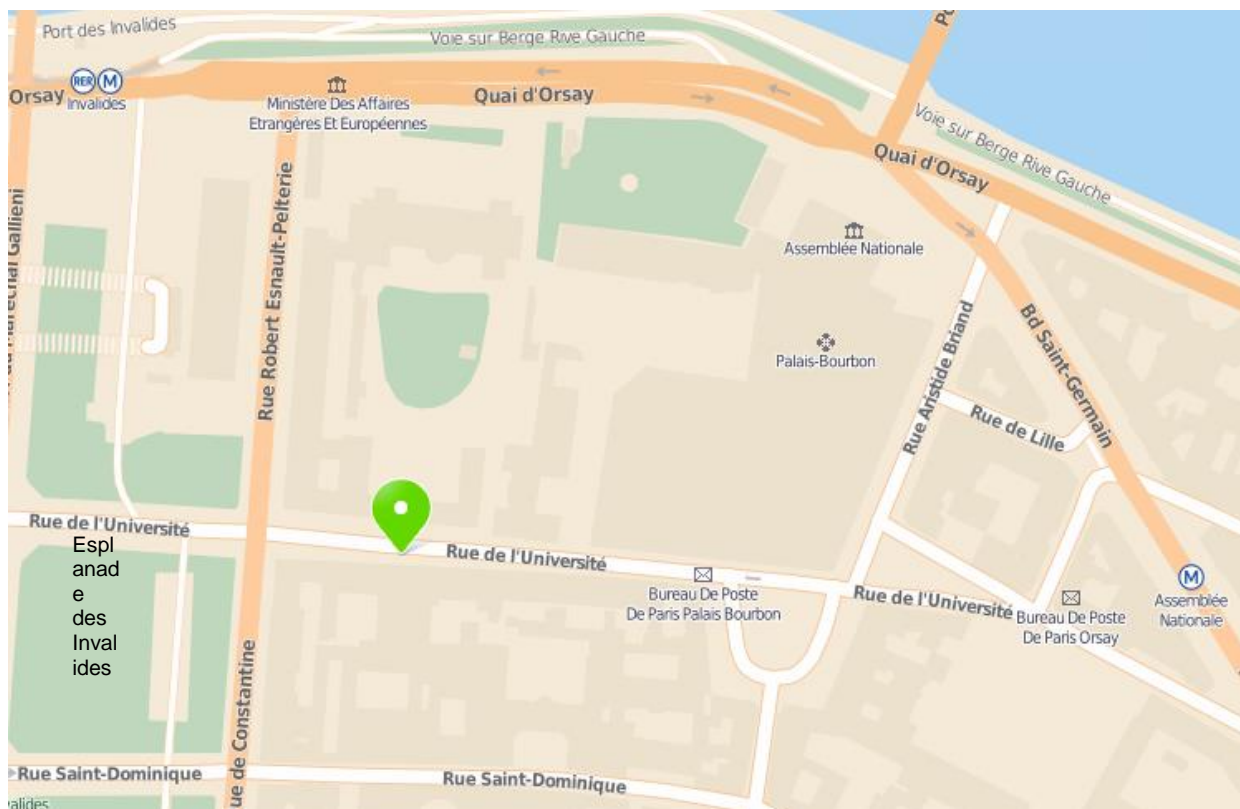 Port des Invalides
Voie sur Berge Rive Gauche
Orsay
RER M
Invalides
Ministère Des Affaires
Etrangères Et Européennes
Quai d'Orsay
Quai d'Orsay
Voie sur Berge Rive Gauche
Assemblée Nationale
Maréchal Gallieni
Rue Robert Esnault-Pelterie
Palais-Bourbon
Rue Aristide Briand
Bd Saint-Germain
Rue de Lille
Rue de l'Université
Espl
anad
e
des
Inval
ides
Rue de l'Université
Bureau De Poste
De Paris Palais Bourbon
Rue de l'Université
Bureau De Poste
De Paris Orsay
M
Assemblée
Nationale
ue de Constantine
Rue Saint-Dominique
Rue Saint-Dominique
valides